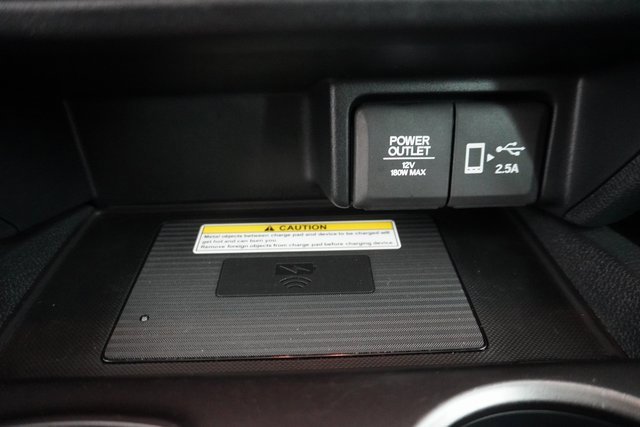 POWER
OUTLET
12V
180W MAX
2.5A
CAUTION
Metal objects between charge pad and device to be charged will
get hot and can burn you.
Remove foreign objects from charge pad before charging device.